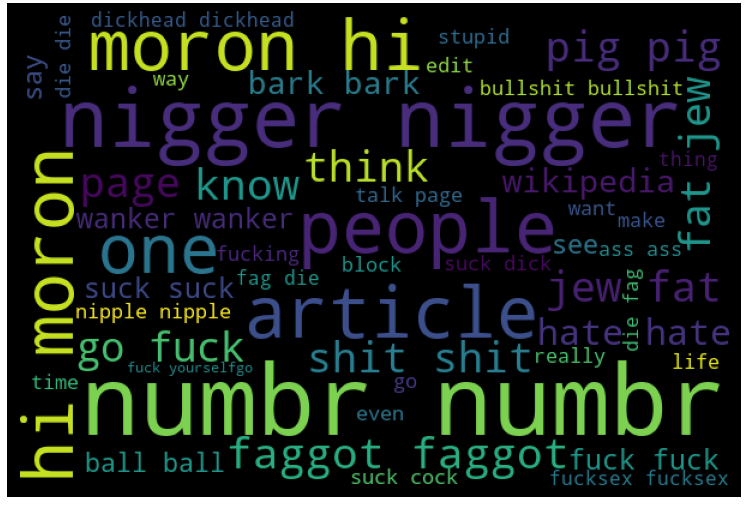 dickhead dickhead
moron hi
stupid
pig pig
say
die die
way
edit
bark bark
bullshit bullshit
nigger nigger
fat jew
think
thing
page
know
wikipedia
talk page
want
wanker wanker
people
make
hi moron
one
see
ass ass
fucking
block
suck dick
fag die
suck suck
jew fat
nipple nipple
article
hate hate
die fag
go fuck
shit shit
really
life
fuck yourselfgo
time
go
numbr numbr
even
ball ball
faggot faggot
fuck fuck
suck cock
fucksex fucksex